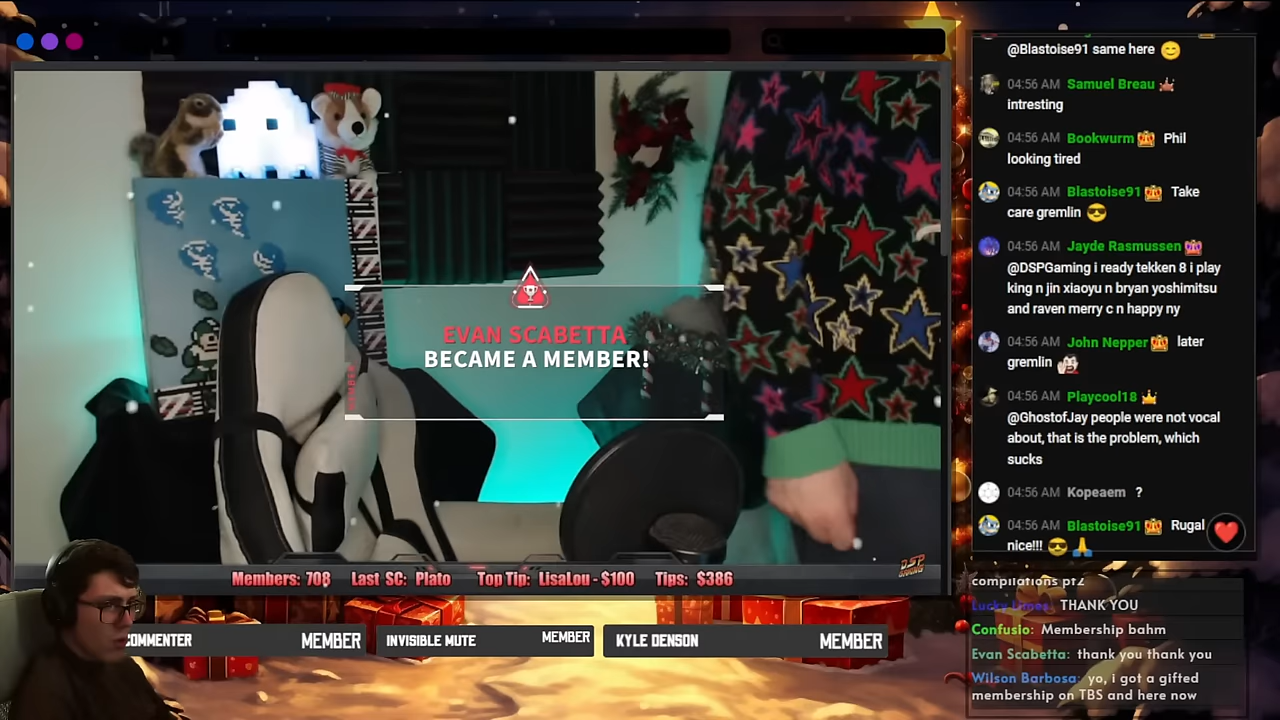 @Blastoise91 same here
04:56 AM Samuel Breau
intresting
04:56 AM Bookwurm Phil
looking tired
04:56 AM Blastoise91 Take
care gremlin
04:56 AM Jayde Rasmussen
@DSPGaming i ready tekken 8 i play
king n jin xiaoyu n bryan yoshimitsu
and raven merry c n happy ny
04:56 AM John Nepper later
gremlin
04:56 AM Playcool18
@GhostofJay people were not vocal
about, that is the problem, which
sucks
04:56 AM Kopeaem ?
04:56 AM Blastoise91 Rugal
nice!!!
EVAN SCABETTA
BECAME A MEMBER!
DSP
GAMING
Members: 708 Last SC: Plato Top Tip: LisaLou - $100 Tips: $386
COMMENTER MEMBER
INVISIBLE MUTE MEMBER
KYLE DENSON MEMBER
compilations pt2
Lucky Limes: THANK YOU
Confusio: Membership bahm
Evan Scabetta: thank you thank you
Wilson Barbosa: yo, i got a gifted
membership on TBS and here now